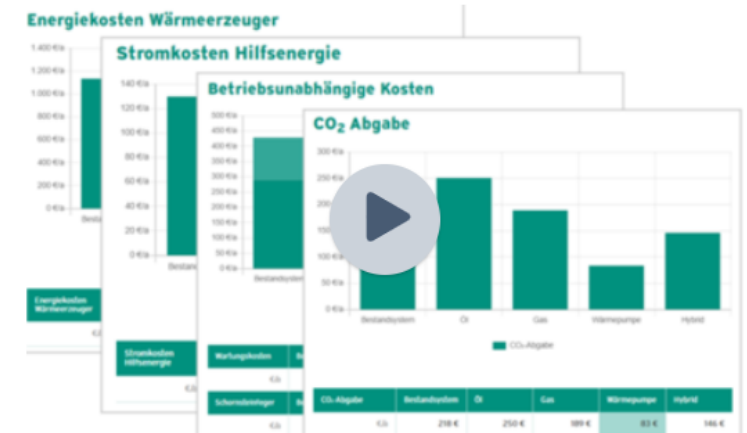 Energiekosten Wärmeerzeuger
1.400 €/a
1.200 €/a
1.000 €/a
800 €/a
600 €/a
400 €/a
200 €/a
0 €/a
Energiekosten
Wärmeerzeuger
Stromkosten Hilfsenergie
140 €/a
120 €/a
100 €/a
80 €/a
60 €/a
40 €/a
20 €/a
0 €/a
Stromkosten
Hilfsenergie
Betriebsunabhängige Kosten
500 €/a
450 €/a
400 €/a
350 €/a
300 €/a
250 €/a
200 €/a
150 €/a
100 €/a
50 €/a
0 €/a
Bestandsystem
Wartungskosten
€/a
Schornsteinfeger
€/a
CO₂ Abgabe
300 €/a
250
200
150
100 €/a
50 €/a
0 €/a
Bestandsystem Öl Gas Wärmepumpe Hybrid
CO₂-Abgabe
CO₂-Abgabe Bestandsystem Öl Gas Wärmepumpe Hybrid
€/a 218 € 250 € 189 € 83 € 146 €